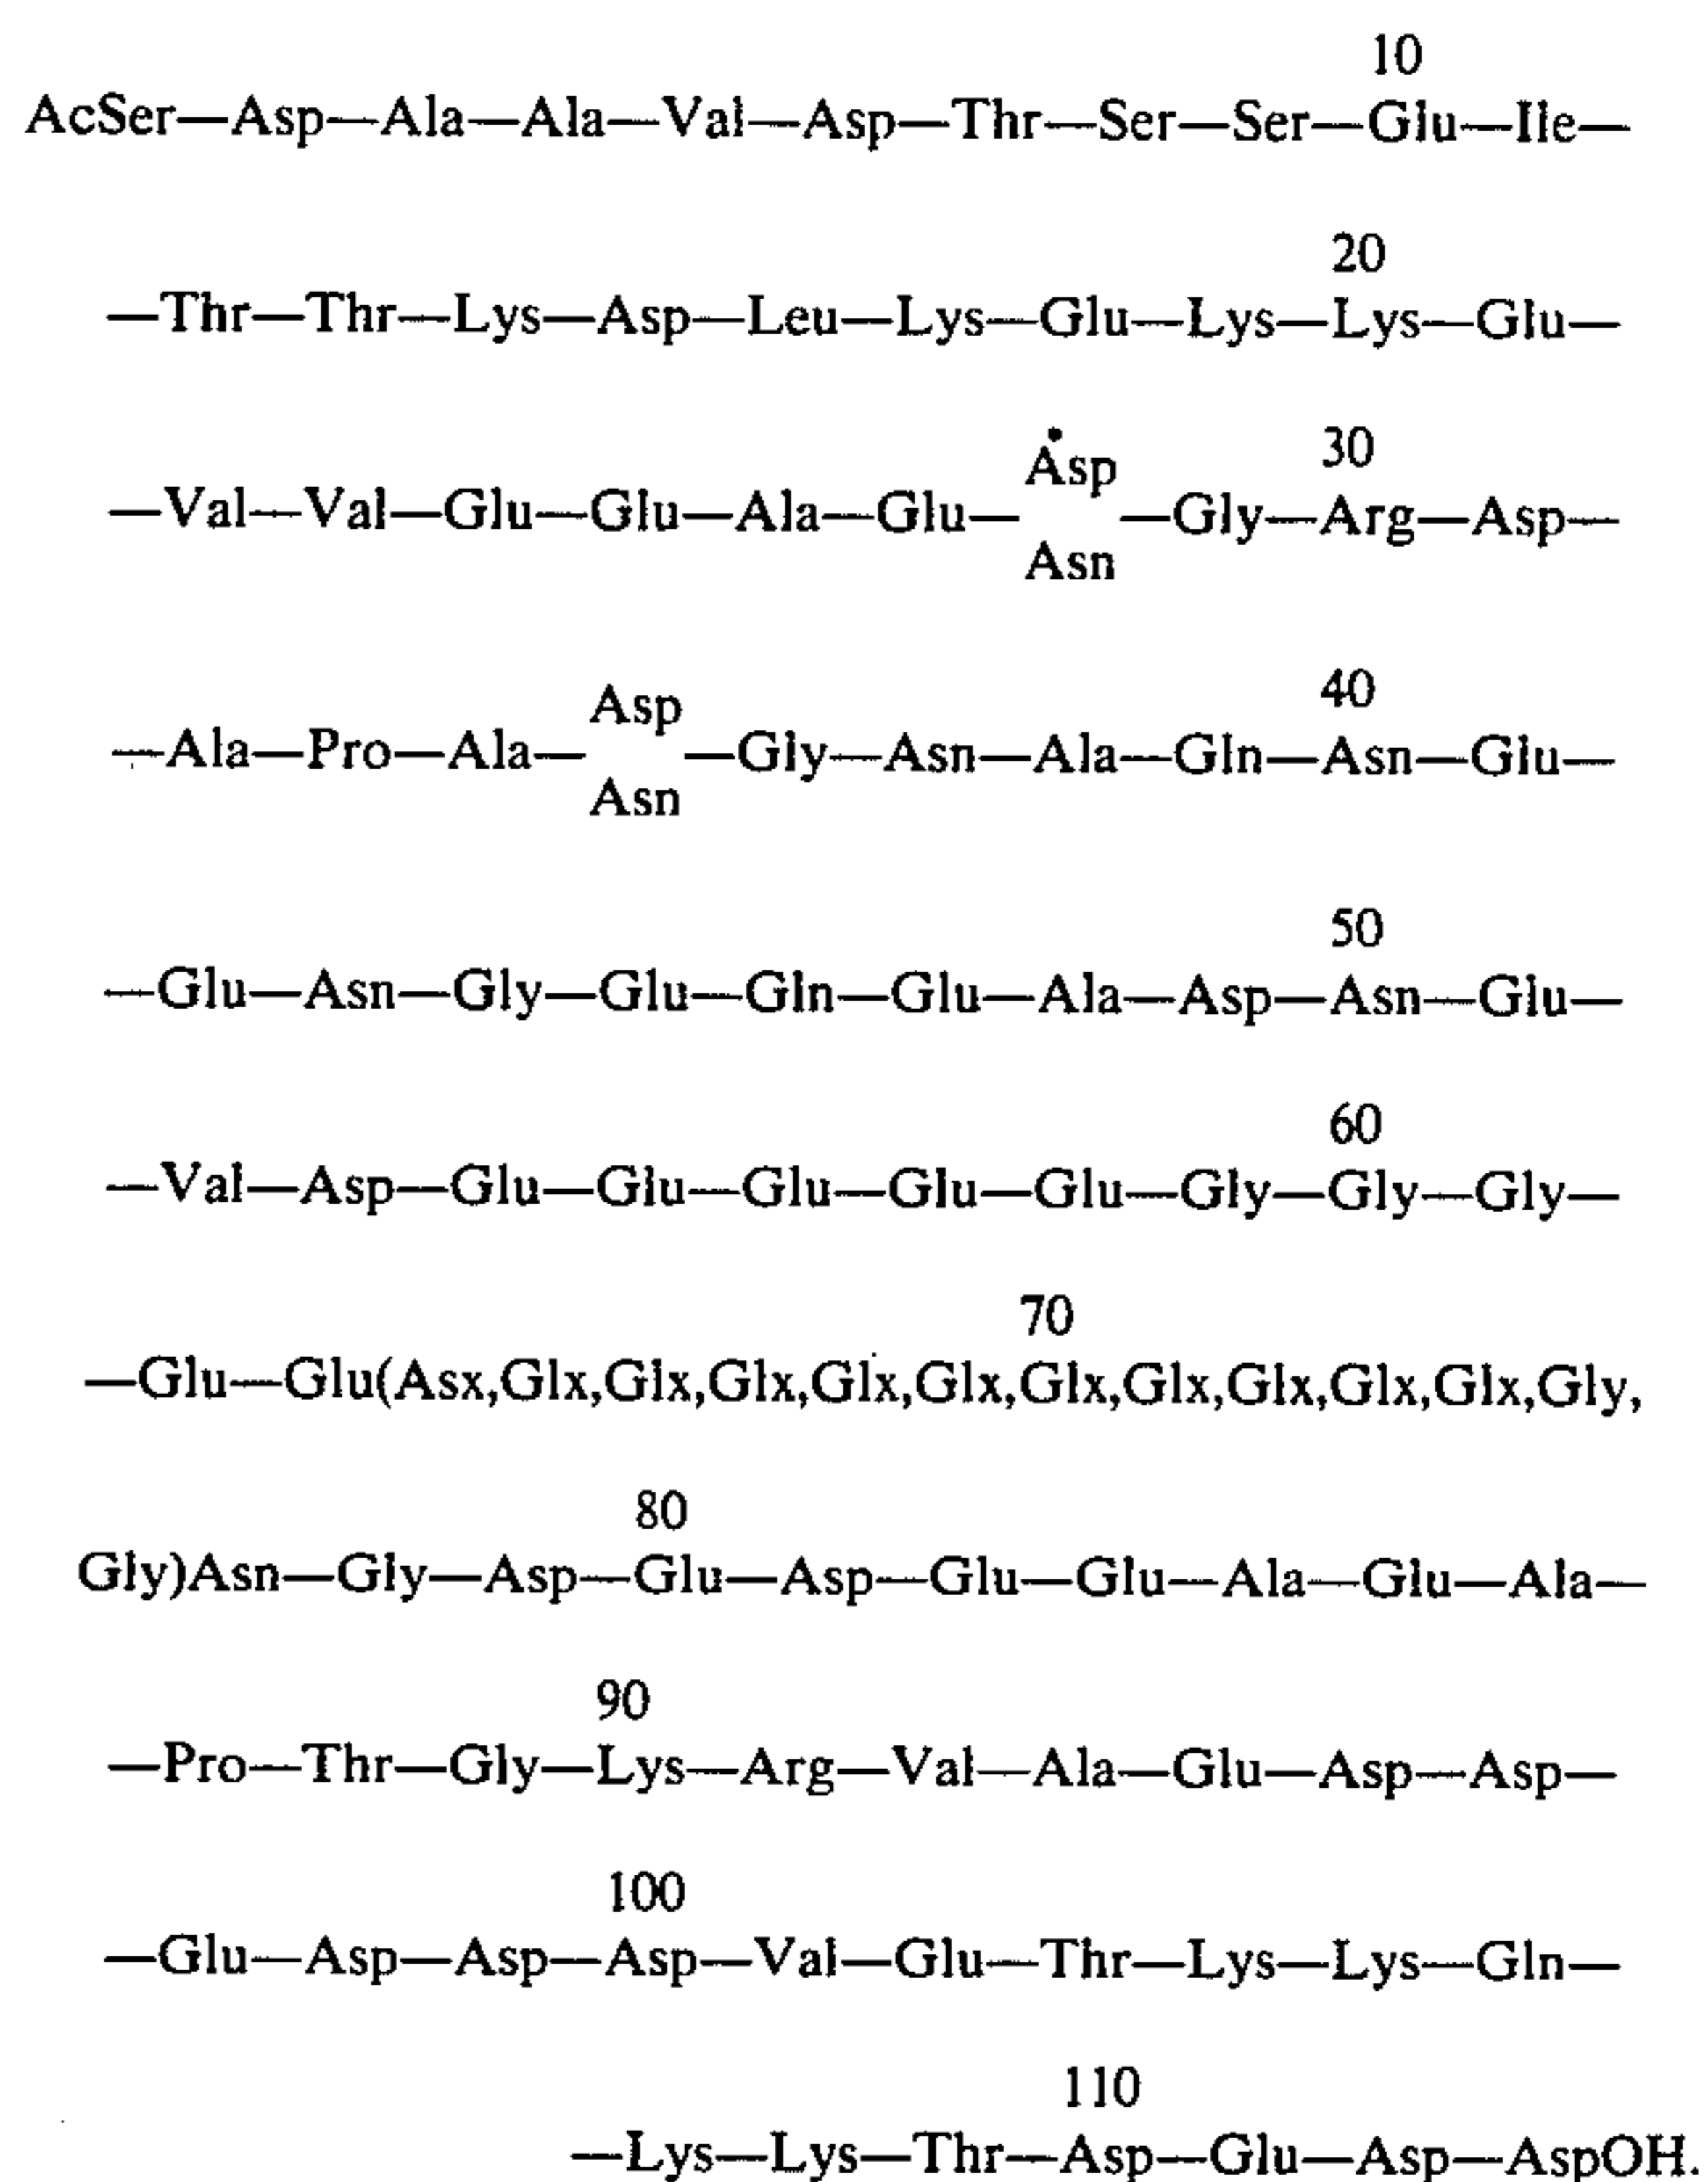 10
AcSer—Asp—Ala—Ala—Val—Asp—Thr—Ser—Ser—Glu—Ile—
20
—Thr—Thr—Lys—Asp—Leu—Lys—Glu—Lys—Lys—Glu—
Asp 30
—Val—Val—Glu—Glu—Ala—Glu— —Gly—Arg—Asp—
Asn
Asp 40
—Ala—Pro—Ala— —Gly—Asn—Ala—Gln—Asn—Glu—
Asn
50
—Glu—Asn—Gly—Glu—Gln—Glu—Ala—Asp—Asn—Glu—
60
—Val—Asp—Glu—Glu—Glu—Glu—Glu—Gly—Gly—Gly—
70
—Glu—Glu(Asx,Glx,Glx,Glx,Glx,Glx,Glx,Glx,Glx,Glx,Glx,Gly,
80
Gly)Asn—Gly—Asp—Glu—Asp—Glu—Glu—Ala—Glu—Ala—
90
—Pro—Thr—Gly—Lys—Arg—Val—Ala—Glu—Asp—Asp—
100
—Glu—Asp—Asp—Asp—Val—Glu—Thr—Lys—Lys—Gln—
110
—Lys—Lys—Thr—Asp—Glu—Asp—AspOH.